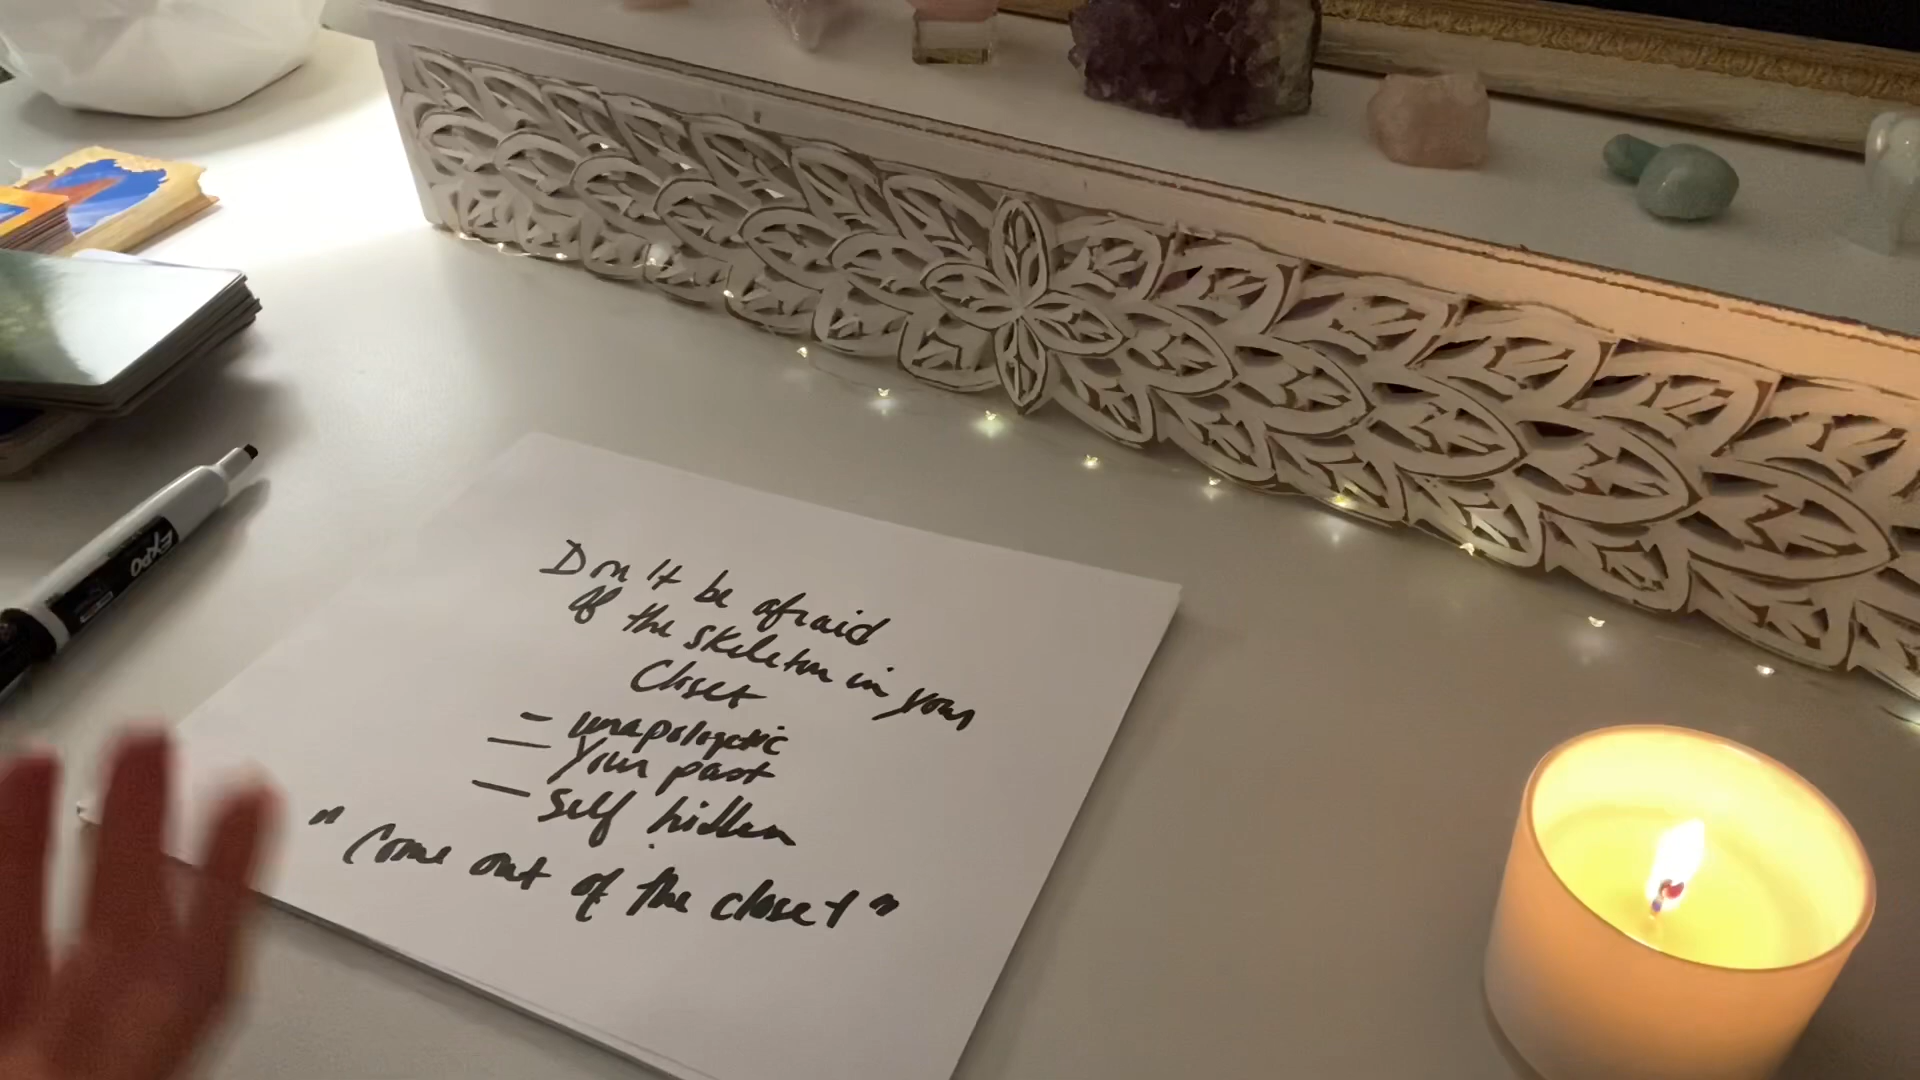 Don't be afraid
of the skeleton in your
Closet
- unapologetic
- Your past
- self hidden
"Come out of the closet"
EXPO